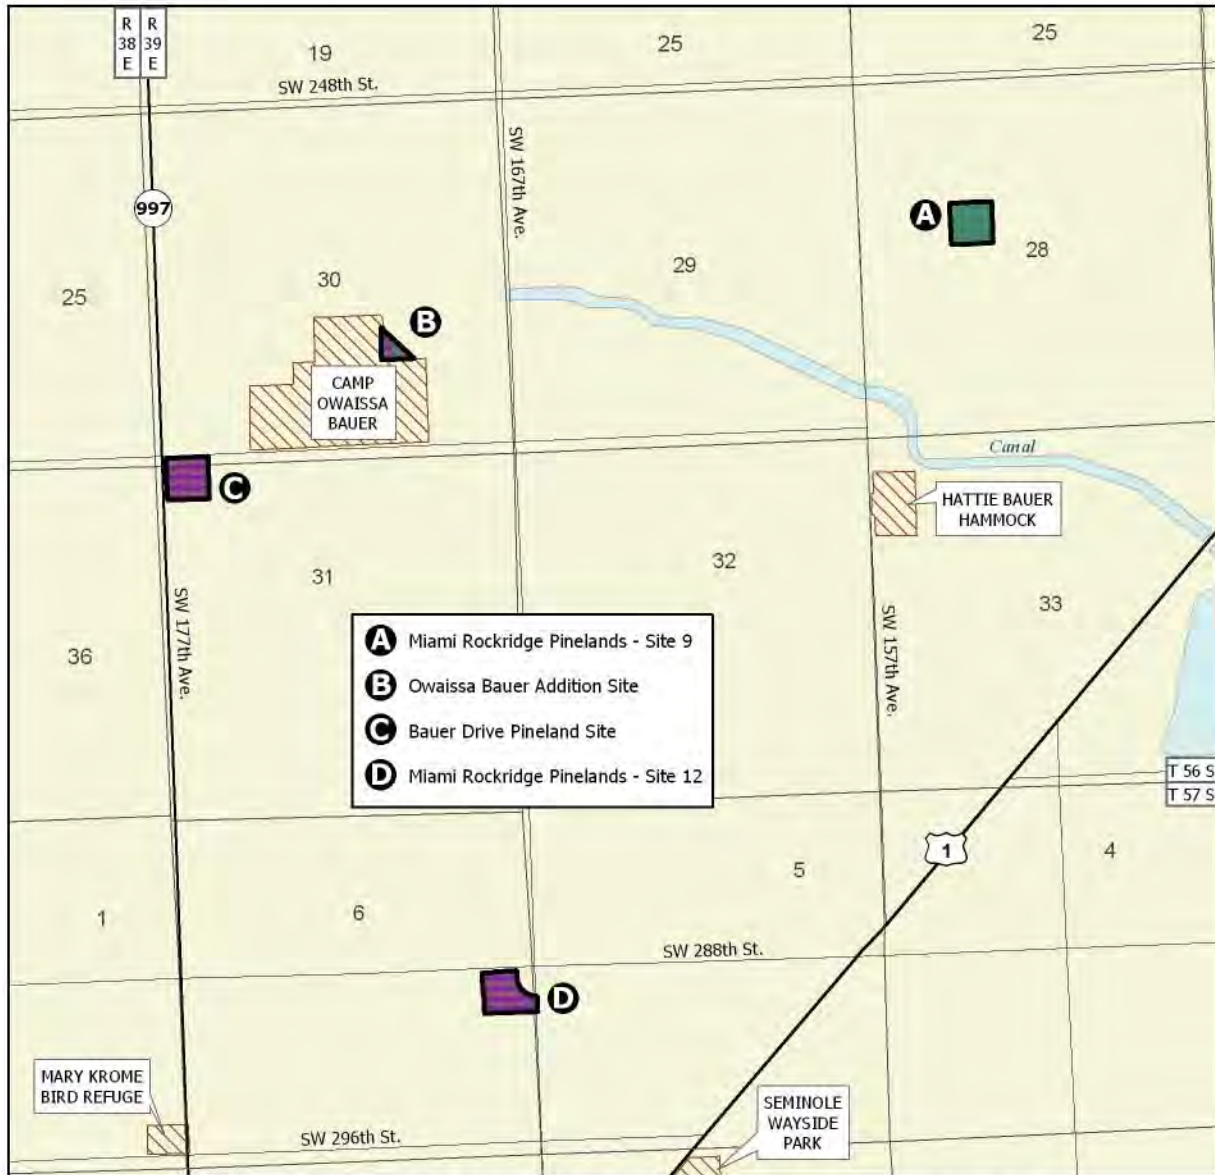 R R
38 39
E E
19
25
25
SW 248th St.
SW 167th Ave.
997
A
28
29
30
25
B
CAMP
OWAISSA
BAUER
Canal
C
HATTIE BAUER
HAMMOCK
32
31
33
SW 177th Ave.
SW 157th Ave.
36
A Miami Rockridge Pinelands - Site 9
B Owaissa Bauer Addition Site
C Bauer Drive Pineland Site
D Miami Rockridge Pinelands - Site 12
T 56 S
T 57 S
1
4
5
6
1
SW 288th St.
D
MARY KROME
BIRD REFUGE
SEMINOLE
WAYSIDE
PARK
SW 296th St.